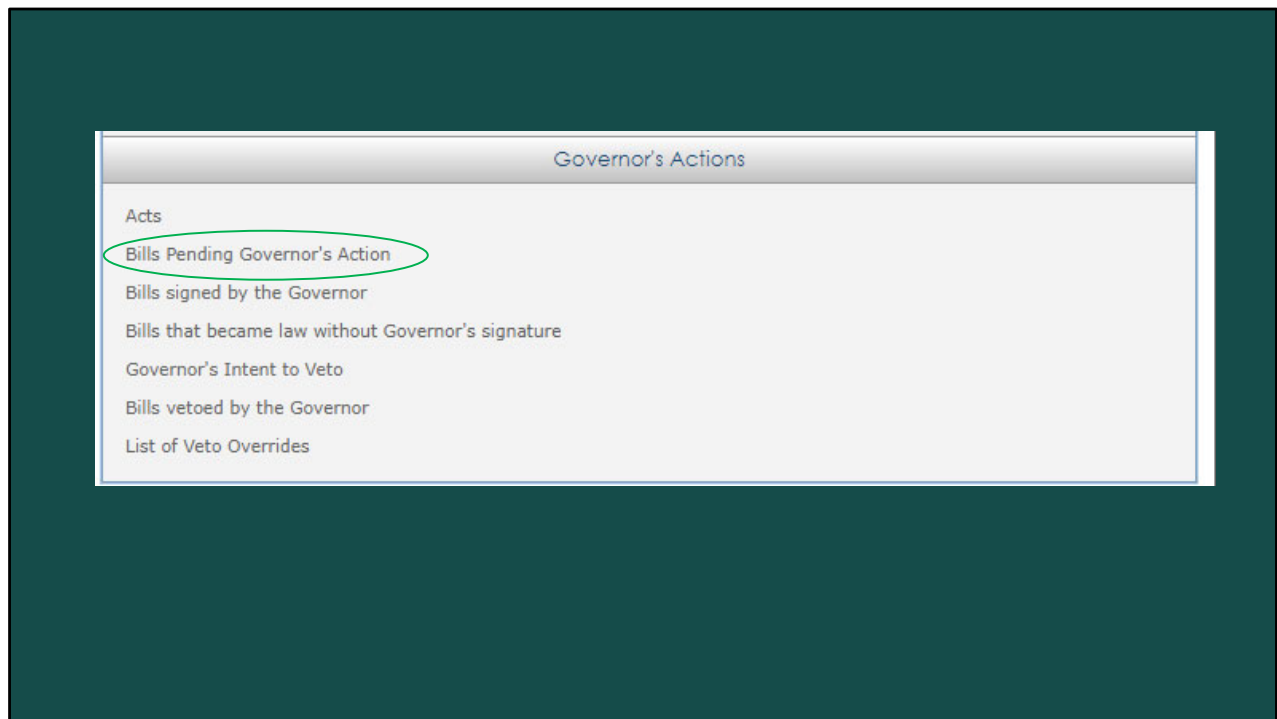 Governor's Actions
Acts
Bills Pending Governor's Action
Bills signed by the Governor
Bills that became law without Governor's signature
Governor's Intent to Veto
Bills vetoed by the Governor
List of Veto Overrides